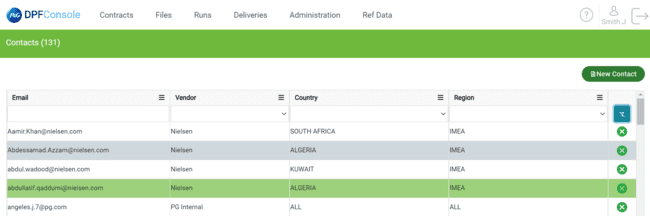 P&G DPFConsole Contracts Files Runs Deliveries Administration Ref Data ?
Smith.J
Contacts (131)
New Contact
Email Vendor Country Region
Aamir.Khan@nielsen.com Nielsen SOUTH AFRICA IMEA
Abdessamad.Azzam@nielsen.com Nielsen ALGERIA IMEA
abdul.wadood@nielsen.com Nielsen KUWAIT IMEA
abdullatif.qaddumi@nielsen.com Nielsen ALGERIA IMEA
angeles.j.7@pg.com PG Internal ALL ALL